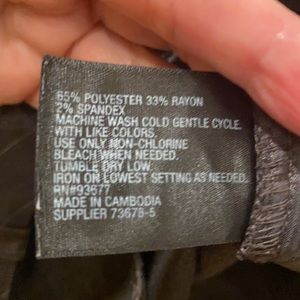 65% POLYESTER 33% RAYON
2% SPANDEX
MACHINE WASH COLD GENTLE CYCLE.
WITH LIKE COLORS.
USE ONLY NON-CHLORINE
BLEACH WHEN NEEDED.
TUMBLE DRY LOW.
IRON ON LOWEST SETTING AS NEEDED.
RN#93677
MADE IN CAMBODIA
SUPPLIER 73678-5